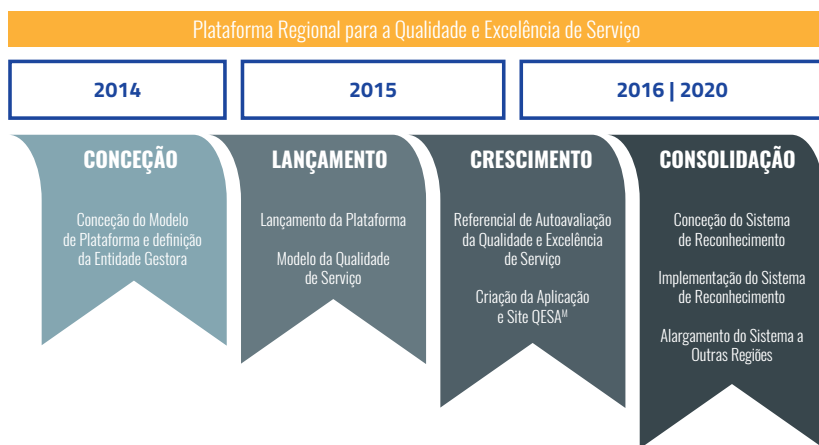 Plataforma Regional para a Qualidade e Excelência de Serviço
2014
2015
2016 | 2020
CONCEÇÃO
Conceção do Modelo
de Plataforma e definição
da Entidade Gestora
LANÇAMENTO
Lançamento da Plataforma
Modelo da Qualidade
de Serviço
CRESCIMENTO
Referencial de Autoavaliação
da Qualidade e Excelência
de Serviço
Criação da Aplicação
e Site QESAᴹ
CONSOLIDAÇÃO
Conceção do Sistema
de Reconhecimento
Implementação do Sistema
de Reconhecimento
Alargamento do Sistema a
Outras Regiões